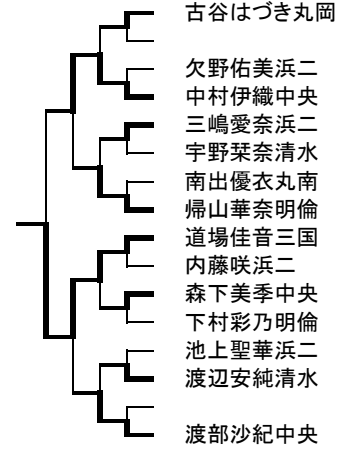 古谷はづき丸岡
欠野佑美浜二
中村伊織中央
三嶋愛奈浜二
宇野栞奈清水
南出優衣丸南
帰山華奈明倫
道場佳音三国
内藤咲浜二
森下美季中央
下村彩乃明倫
池上聖華浜二
渡辺安純清水
渡部沙紀中央